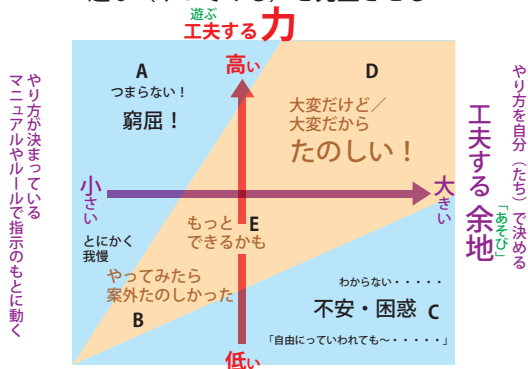 遊ぶ
工夫する力
高い
A
つまらない！
窮屈！
D
大変だけど／
大変だから
たのしい！
やり方が決まっている
マニュアルやルールで指示のもとに動く
小さい
大きい
工夫する 余地
「あそび」
やり方を自分（たち）で決める
とにかく
我慢
もっと
できるかも
E
やってみたら
案外たのしかった
B
わからない・・・・・
不安・困惑 C
「自由にっていわれても～・・・・・」
低い